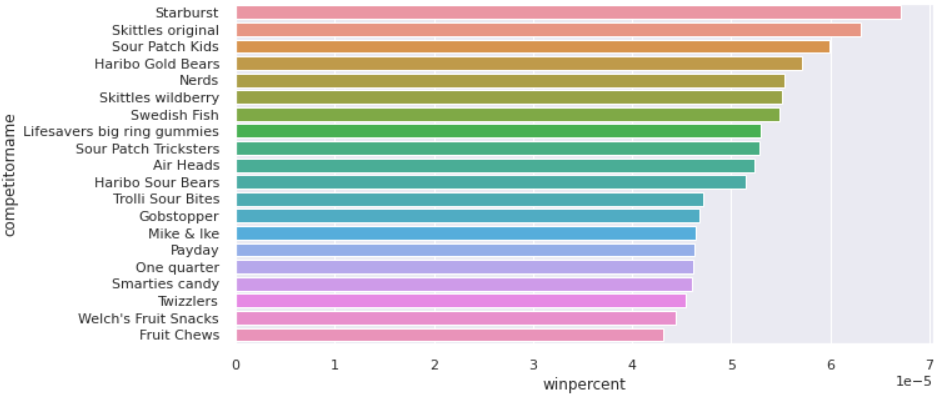 Starburst
Skittles original
Sour Patch Kids
Haribo Gold Bears
Nerds
Skittles wildberry
Swedish Fish
Lifesavers big ring gummies
Sour Patch Tricksters
Air Heads
Haribo Sour Bears
Trolli Sour Bites
Gobstopper
Mike & Ike
Payday
One quarter
Smarties candy
Twizzlers
Welch's Fruit Snacks
Fruit Chews
competitorname
0 1 2 3 4 5 6 7
1e−5
winpercent